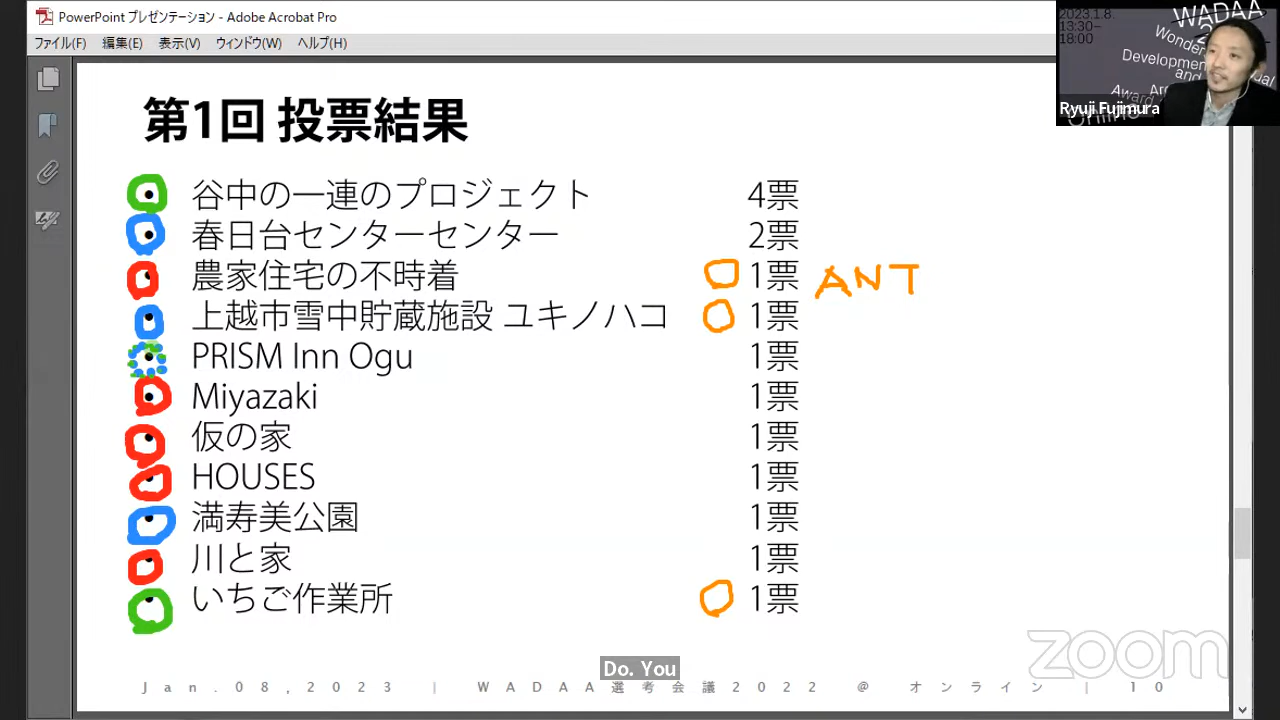 PowerPoint プレゼンテーション - Adobe Acrobat Pro
ファイル(F) 編集(E) 表示(V) ウィンドウ(W) ヘルプ(H)
2023,1.8.
13:30–
18:00
WADAA
Wonder
Development
and
Award
Ryuji Fujimura
第1回 投票結果
谷中の一連のプロジェクト 4票
春日台センターセンター 2票
農家住宅の不時着 1票 ANT
上越市雪中貯蔵施設 ユキノハコ 1票
PRISM Inn Ogu 1票
Miyazaki 1票
仮の家 1票
HOUSES 1票
満寿美公園 1票
川と家 1票
いちご作業所 1票
zoom
Do. You
Jan.08,2023 | WADAA選考会議2022 @ オンライン | 10